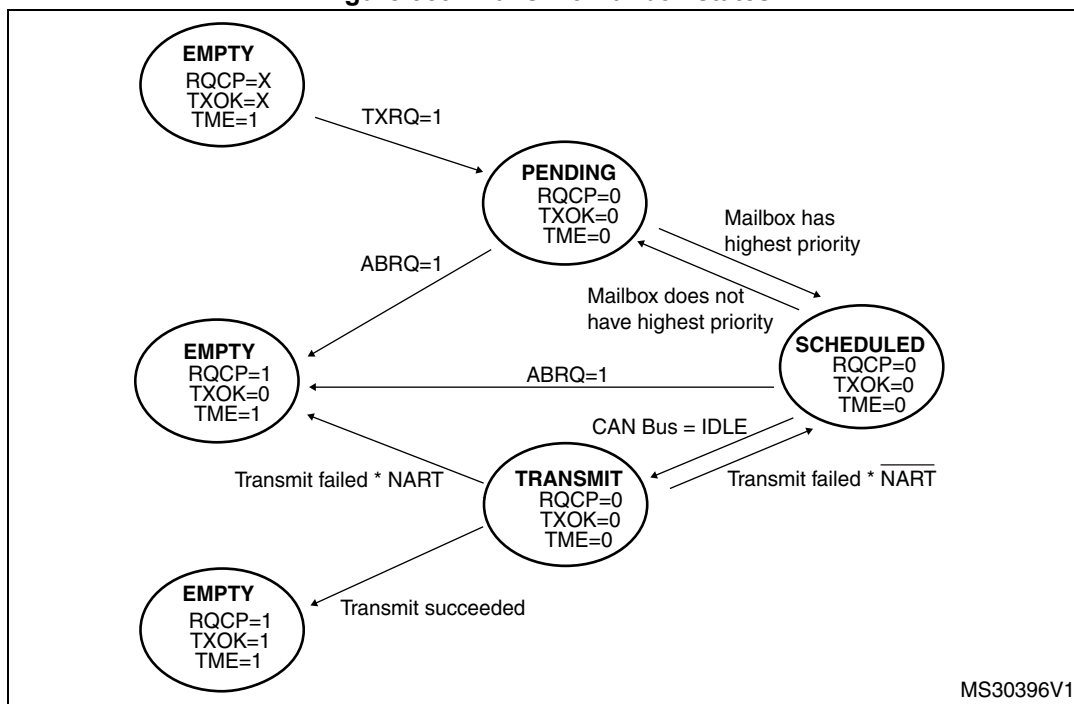 EMPTY
RQCP=X
TXOK=X
TME=1
TXRQ=1
PENDING
RQCP=0
TXOK=0
TME=0
Mailbox has
highest priority
ABRQ=1
Mailbox does not
have highest priority
EMPTY
RQCP=1
TXOK=0
TME=1
ABRQ=1
SCHEDULED
RQCP=0
TXOK=0
TME=0
CAN Bus = IDLE
Transmit failed * NART
TRANSMIT
RQCP=0
TXOK=0
TME=0
Transmit failed * N̅A̅R̅T̅
EMPTY
RQCP=1
TXOK=1
TME=1
Transmit succeeded
MS30396V1